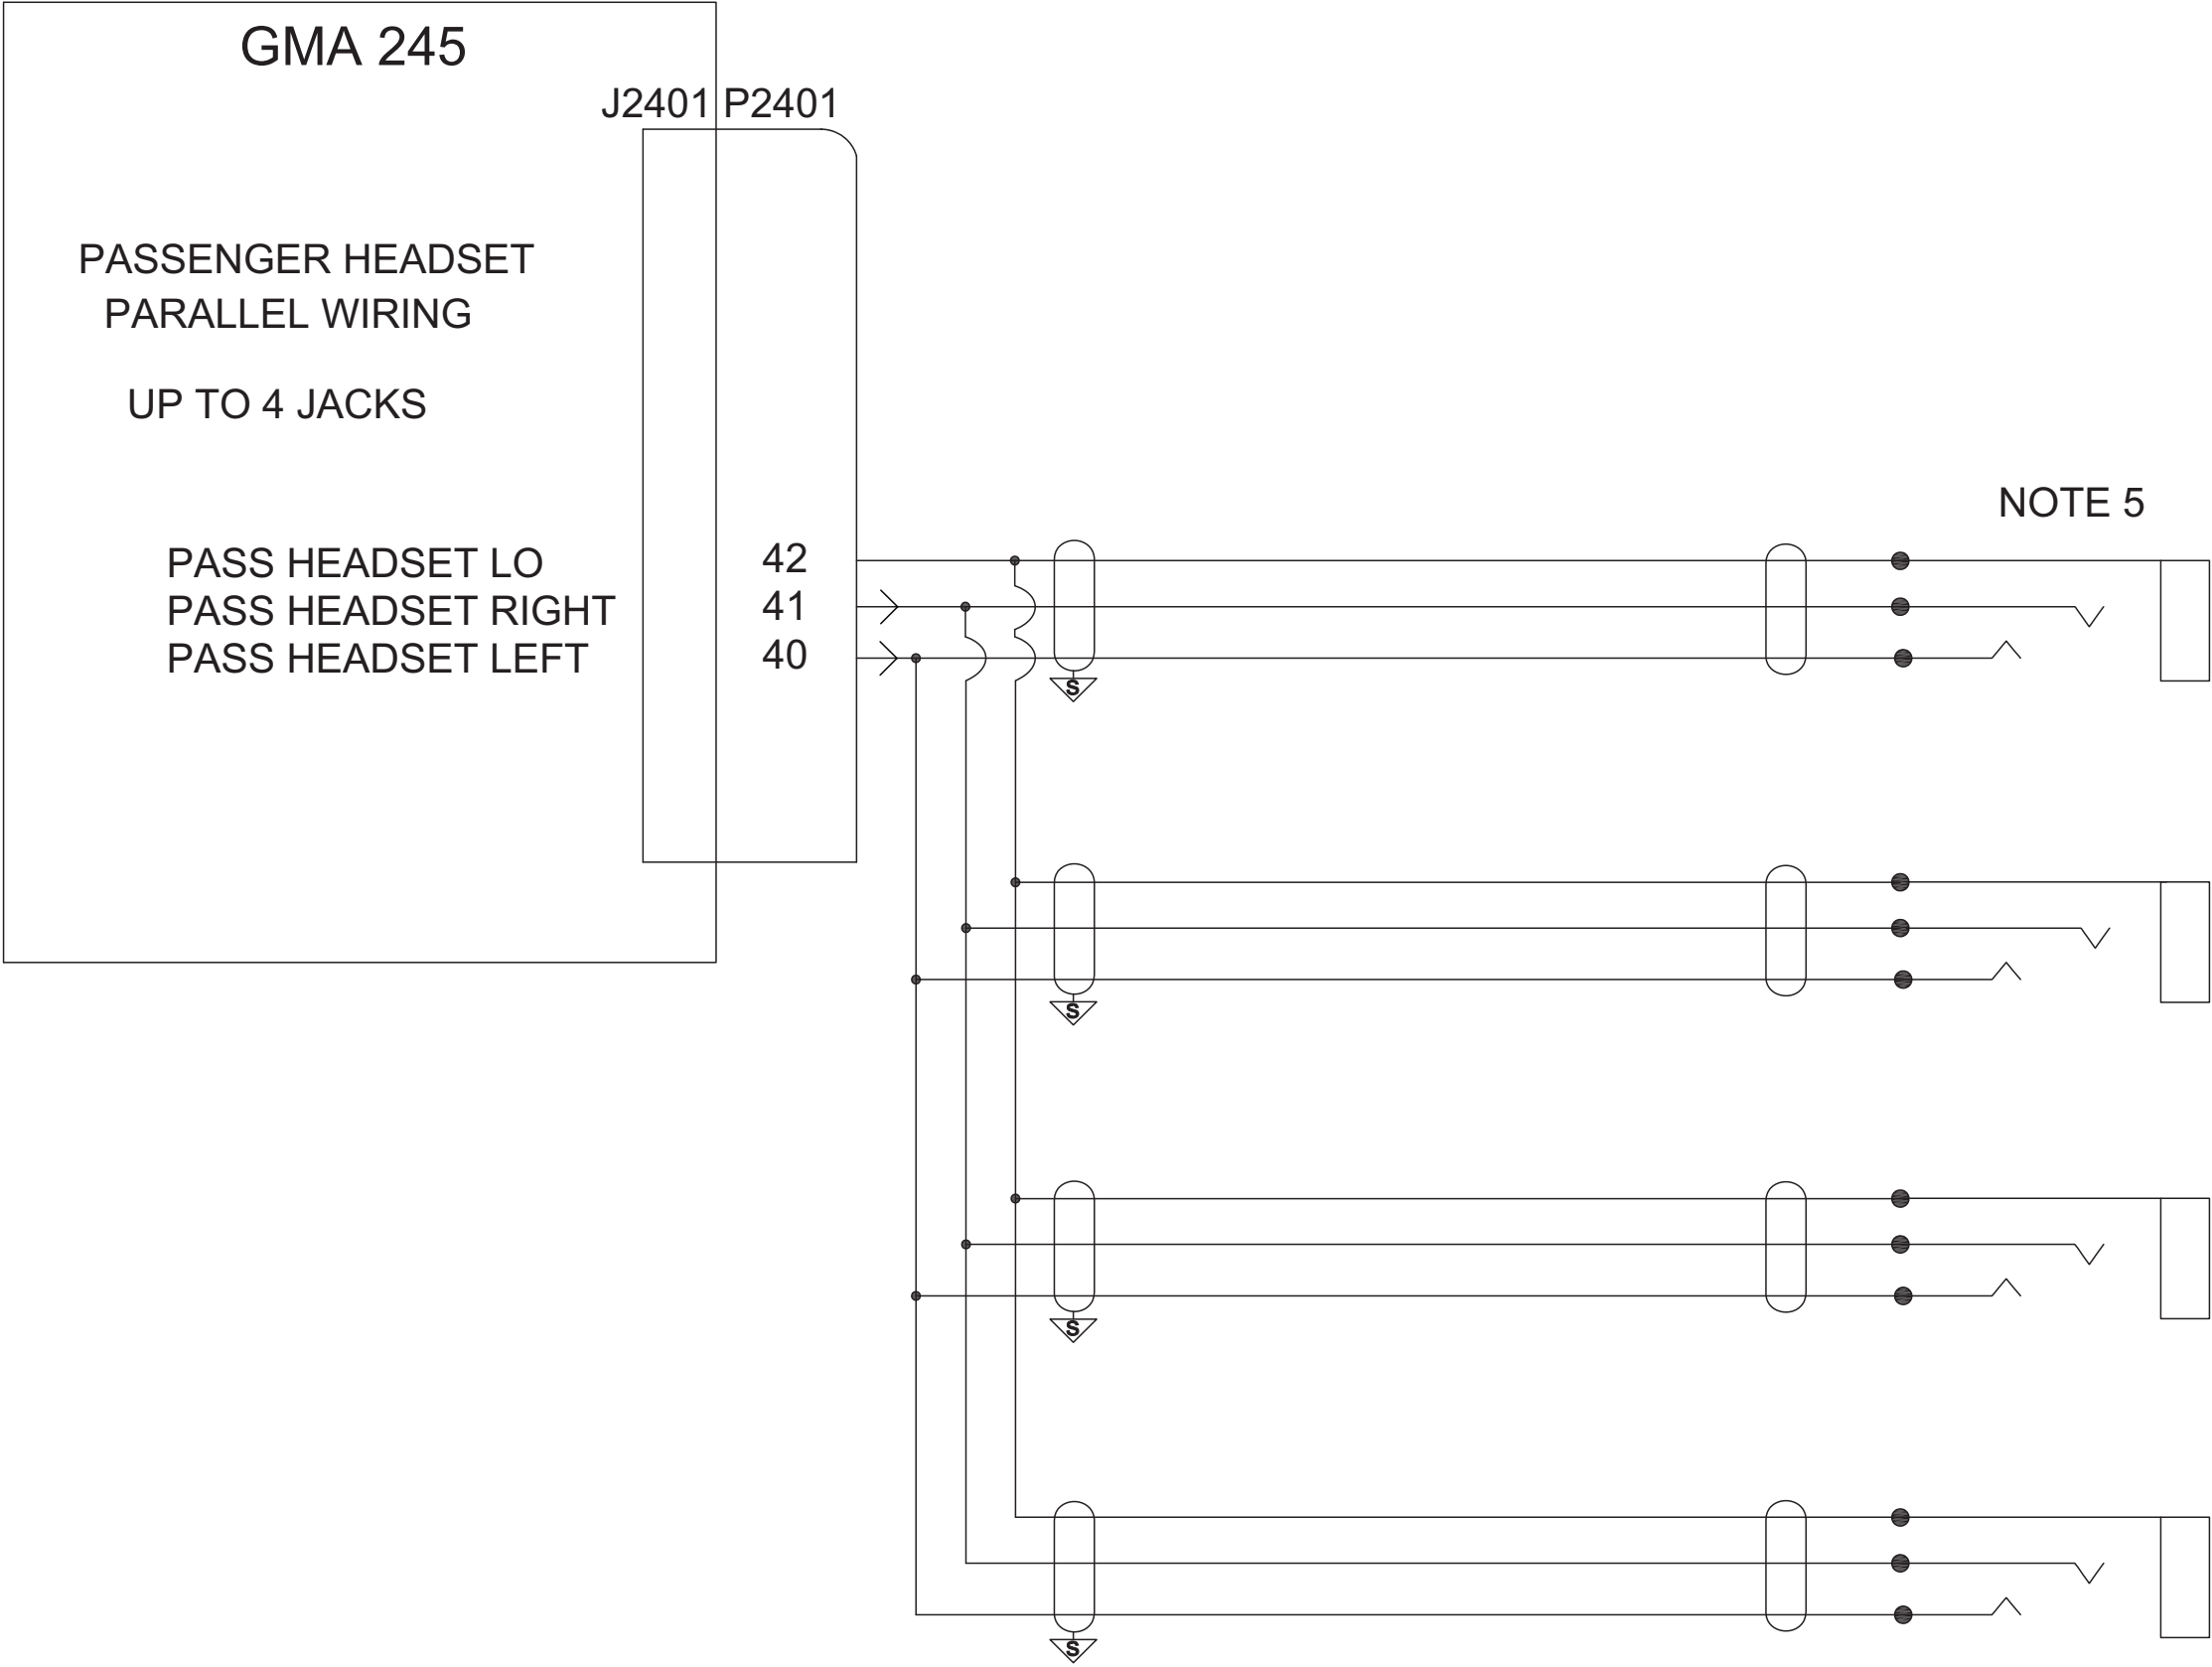 GMA 245
J2401 P2401
PASSENGER HEADSET
PARALLEL WIRING
UP TO 4 JACKS
NOTE 5
PASS HEADSET LO 42
PASS HEADSET RIGHT 41
PASS HEADSET LEFT 40
S
S
S
S